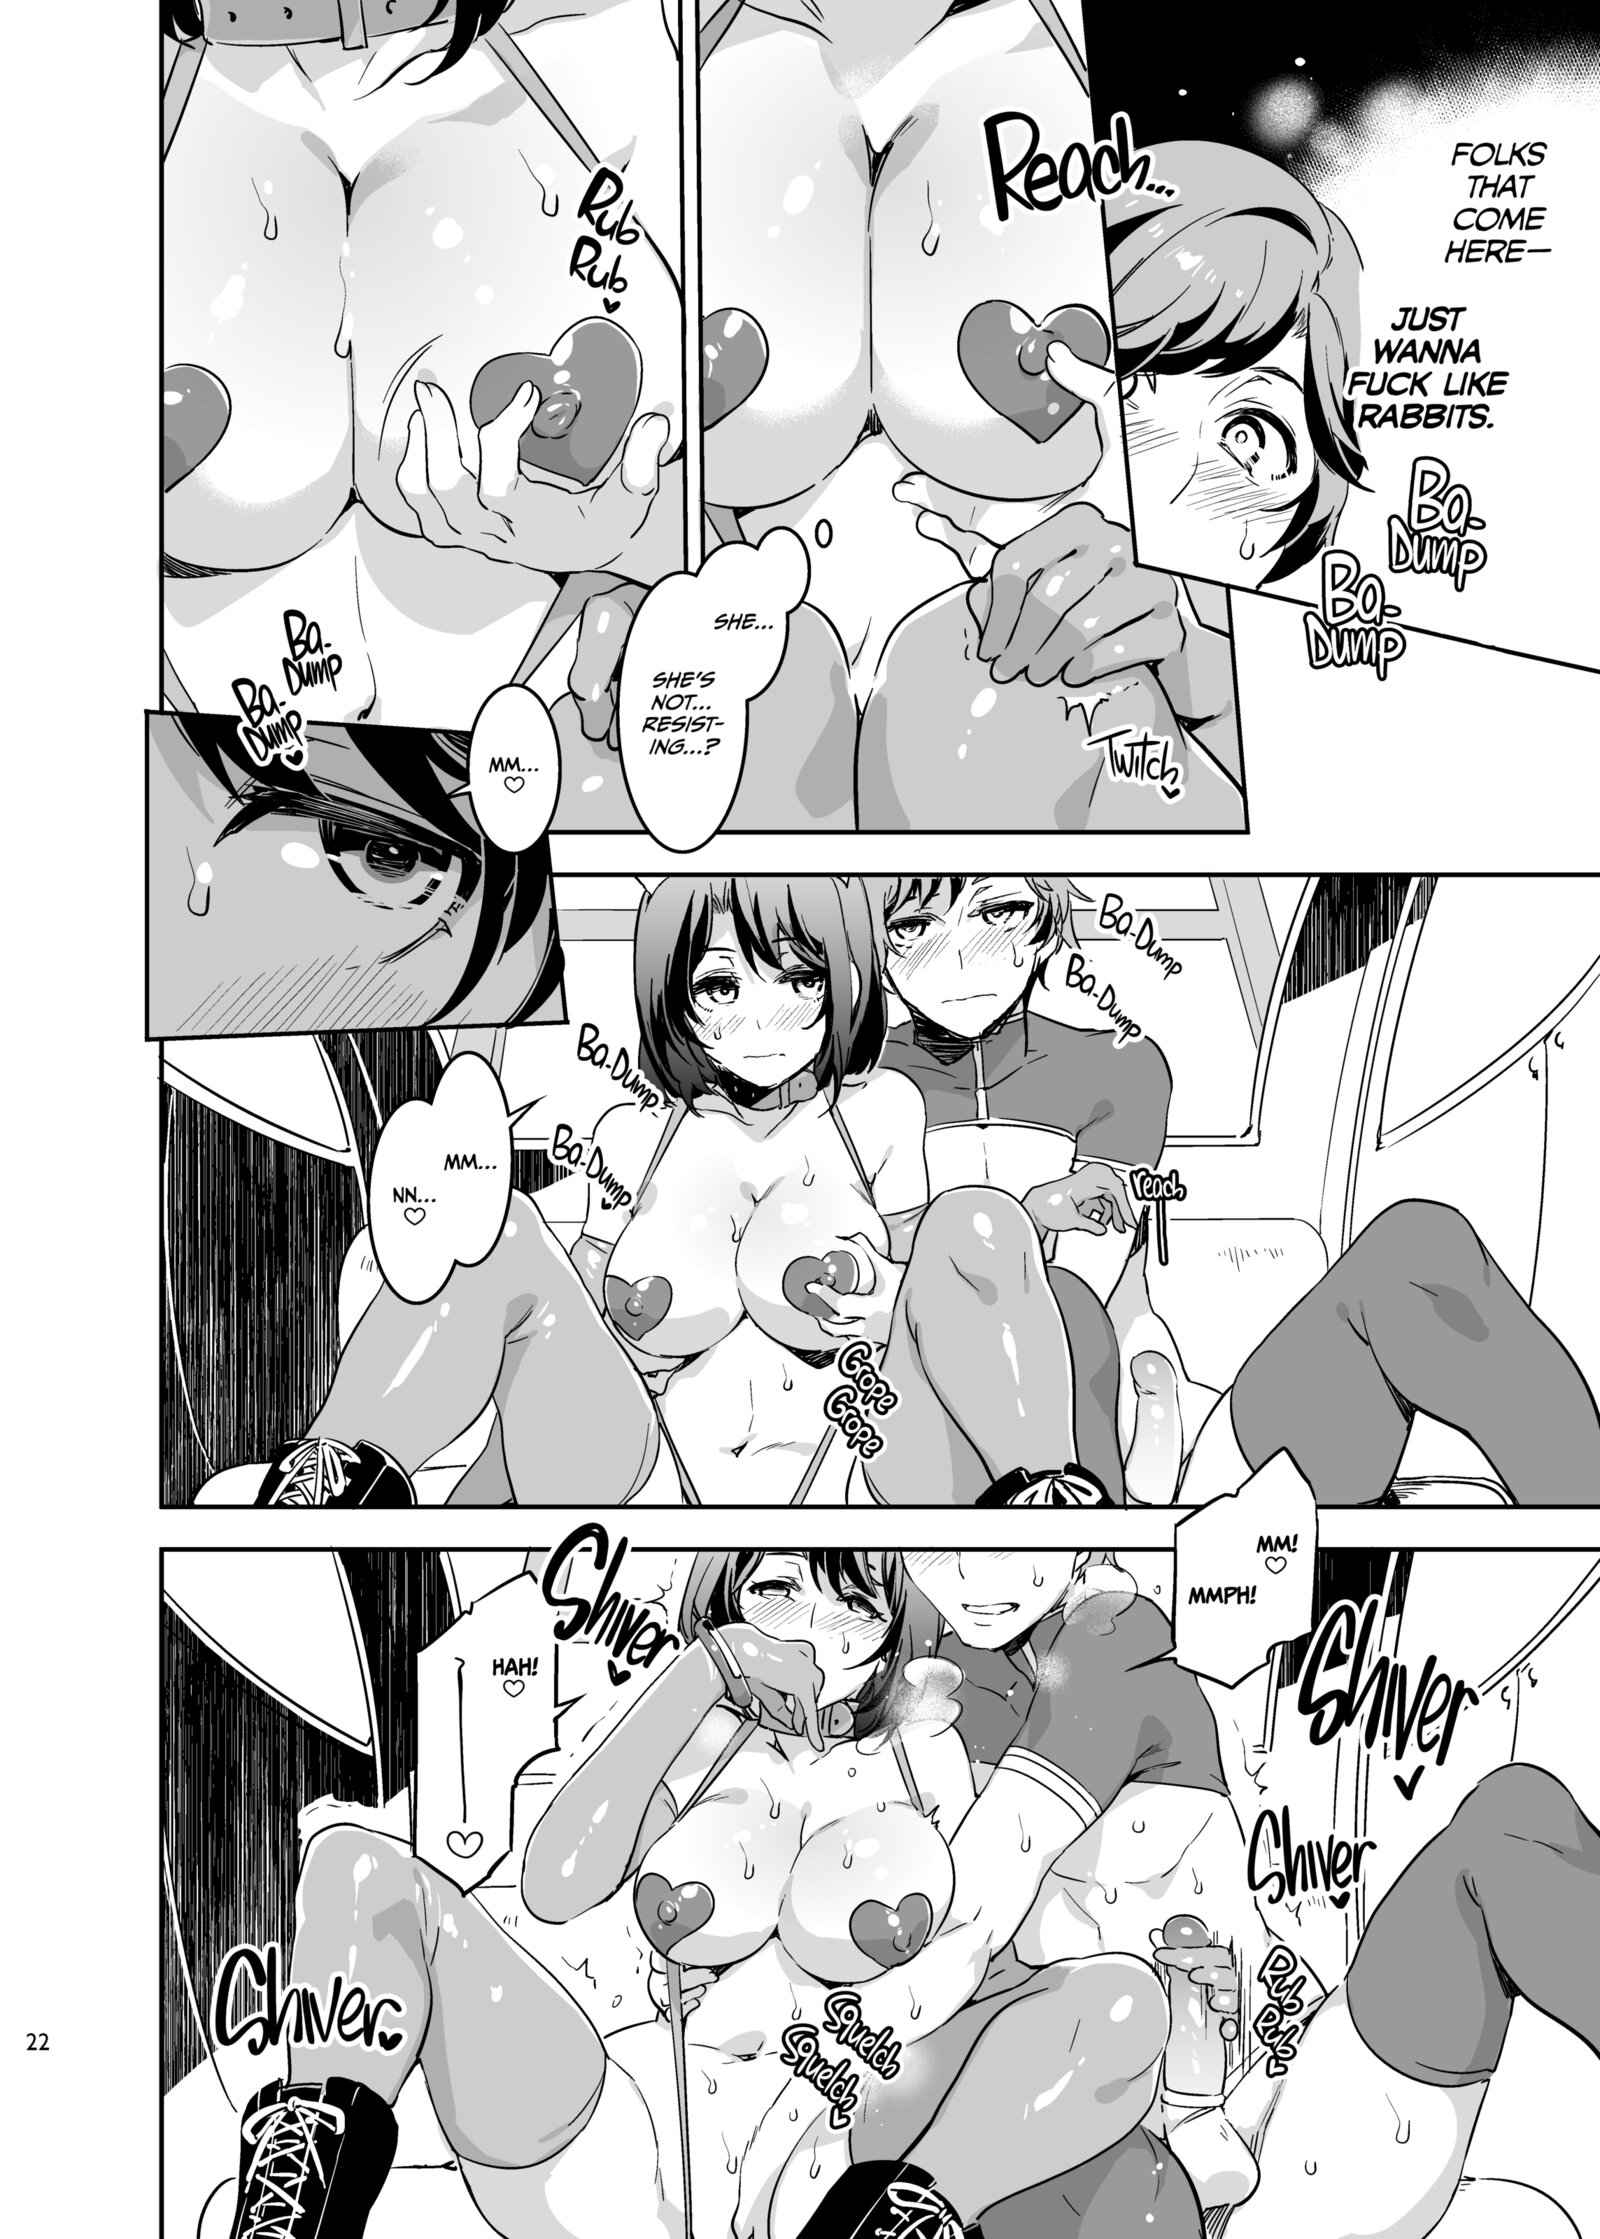 FOLKS
THAT
COME
HERE—
JUST
WANNA
FUCK LIKE
RABBITS.
Ba-
Dump
Ba-
Dump
Reach...
Twitch
SHE...
SHE'S
NOT...
RESIST-
ING...?
Rub
Rub
Ba-
Dump
Ba-
Dump
MM...
♡
Ba-Dump
Ba-Dump
reach
Ba-Dump
Ba-Dump
Grope
Grope
MM...
NN...
♡
MM!
♡
MMPH!
Shiver
Shiver
Rub
Rub
Shiver
HAH!
♡
♡
Squelch
Squelch
Shiver
22